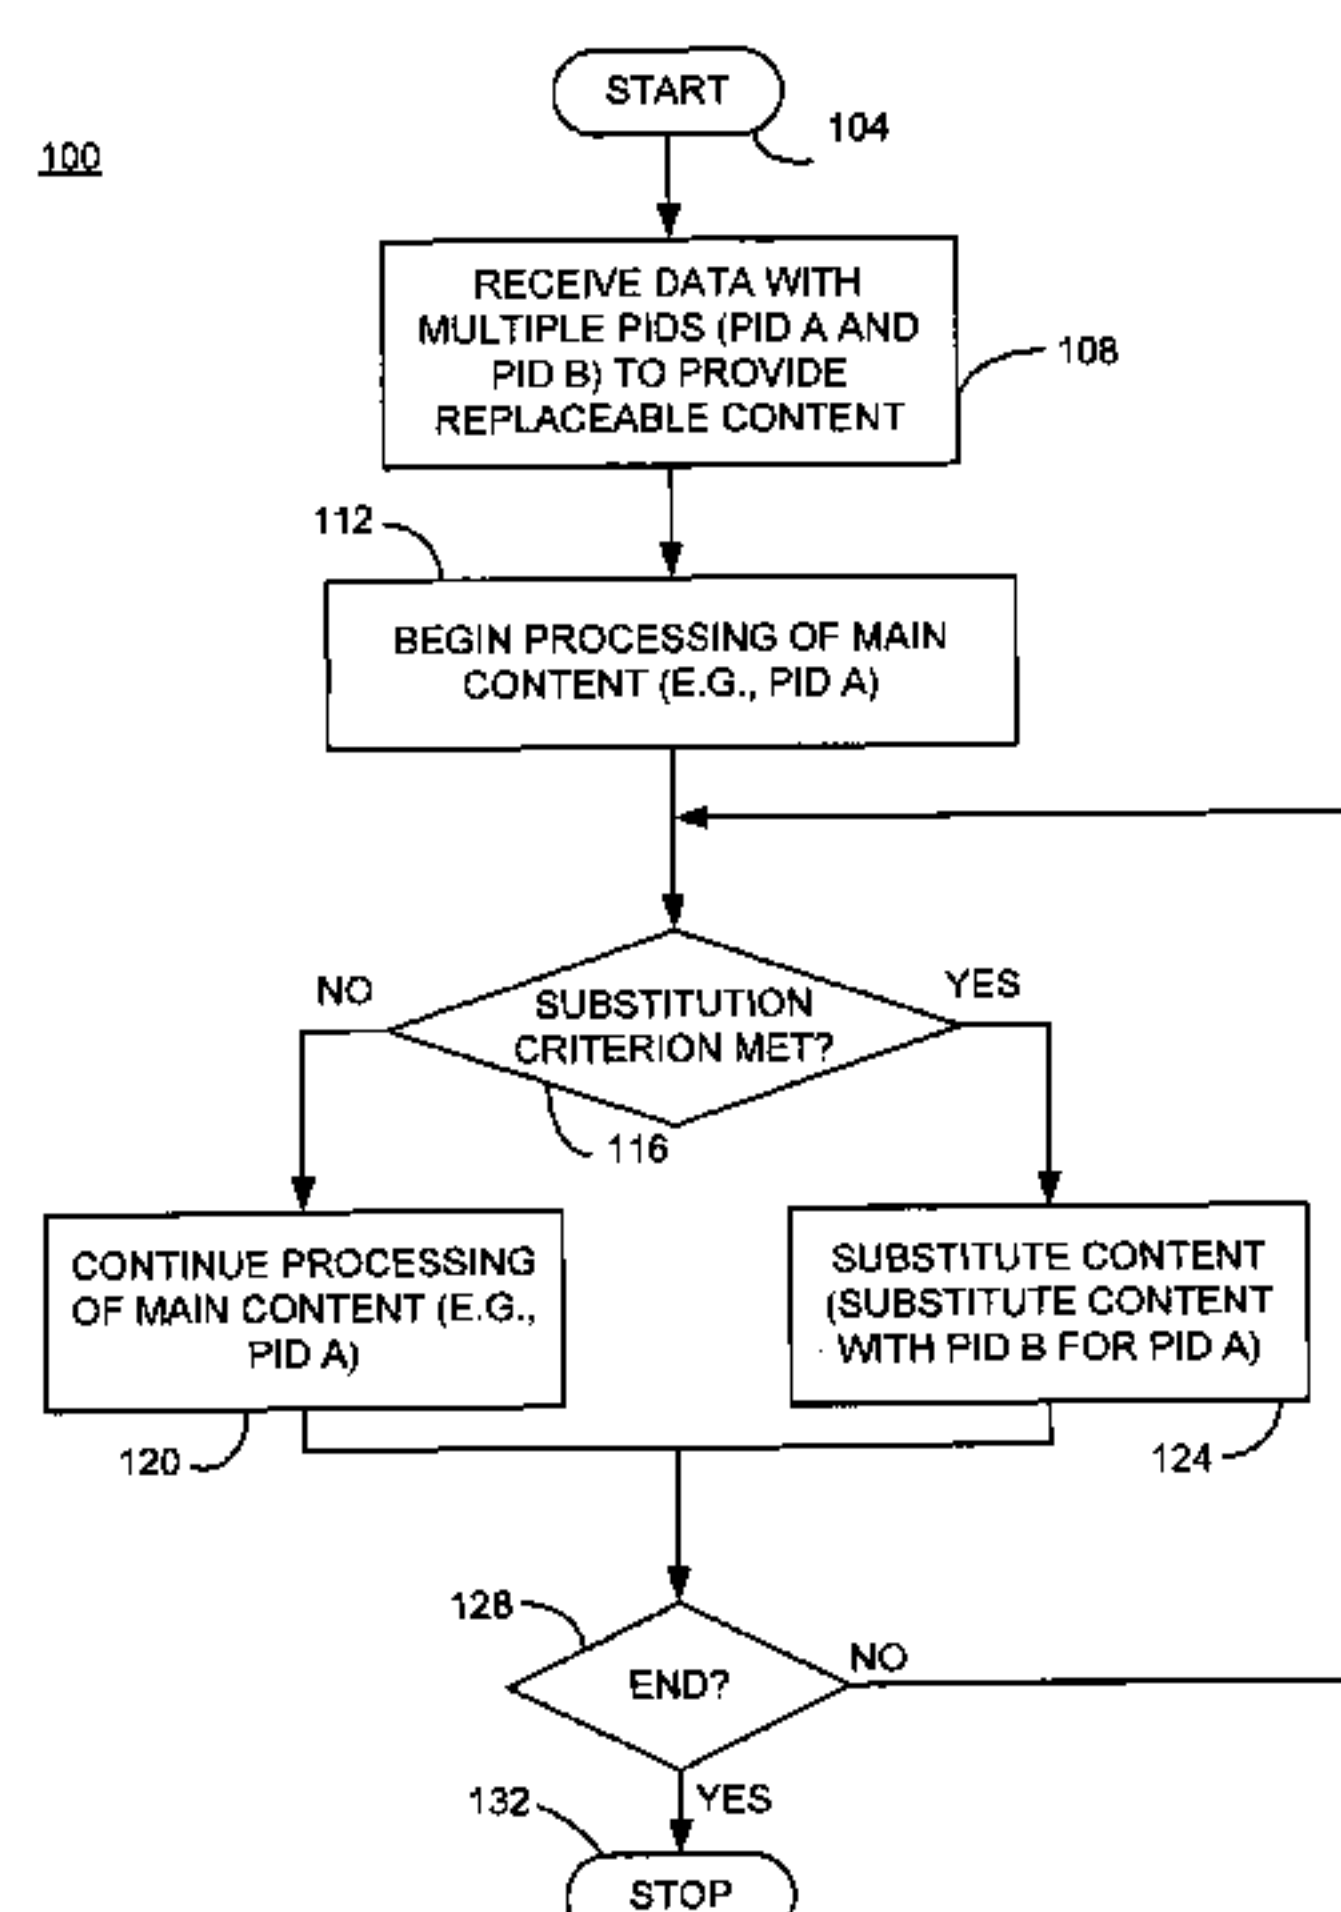 START
104
100
RECEIVE DATA WITH
MULTIPLE PIDS (PID A AND
PID B) TO PROVIDE
REPLACEABLE CONTENT
108
112
BEGIN PROCESSING OF MAIN
CONTENT (E.G., PID A)
NO
YES
SUBSTITUTION
CRITERION MET?
116
CONTINUE PROCESSING
OF MAIN CONTENT (E.G.,
PID A)
SUBSTITUTE CONTENT
(SUBSTITUTE CONTENT
WITH PID B FOR PID A)
120
124
128
END?
NO
YES
132
STOP